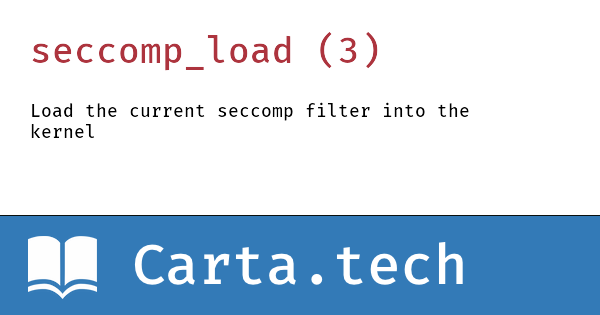 seccomp_load (3)
Load the current seccomp filter into the
kernel
Carta.tech